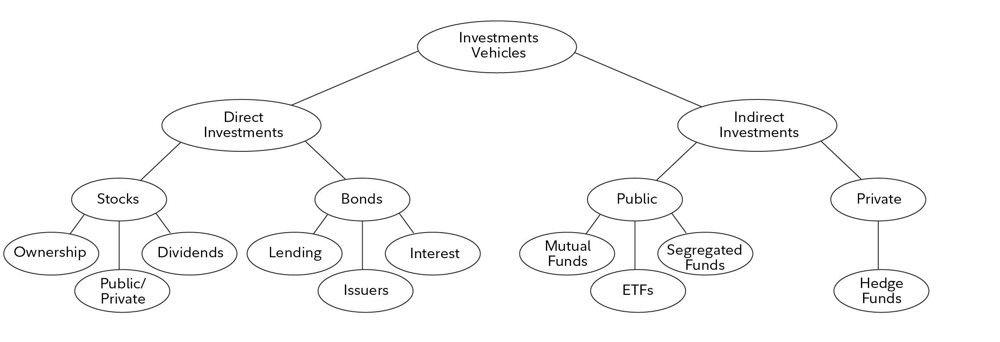 Investments
Vehicles
Direct
Investments
Indirect
Investments
Stocks
Bonds
Public
Private
Ownership
Public/
Private
Dividends
Lending
Issuers
Interest
Mutual
Funds
ETFs
Segregated
Funds
Hedge
Funds